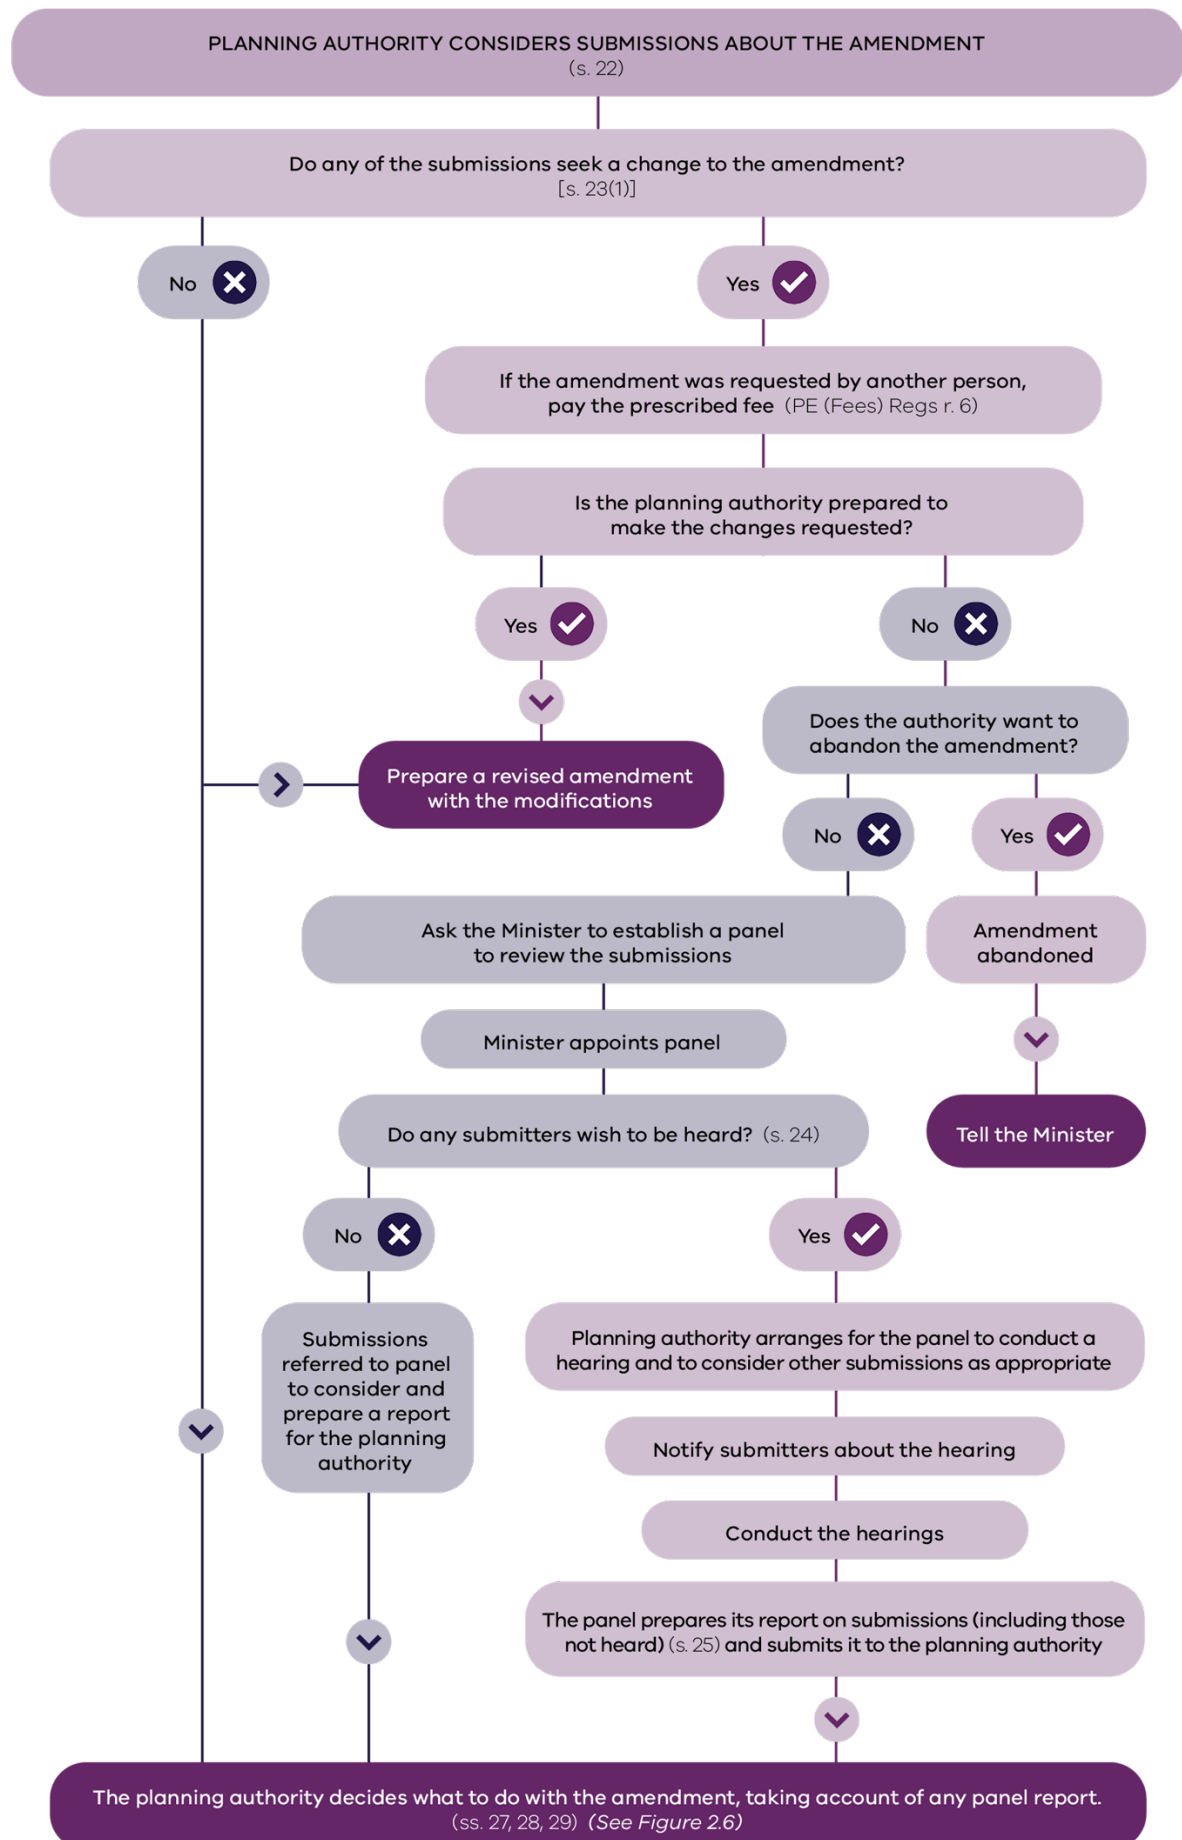 PLANNING AUTHORITY CONSIDERS SUBMISSIONS ABOUT THE AMENDMENT
(s. 22)
Do any of the submissions seek a change to the amendment?
[s. 23(1)]
No
Yes
If the amendment was requested by another person,
pay the prescribed fee (PE (Fees) Regs r. 6)
Is the planning authority prepared to
make the changes requested?
Yes
No
Does the authority want to
abandon the amendment?
Prepare a revised amendment
with the modifications
No
Yes
Ask the Minister to establish a panel
to review the submissions
Amendment
abandoned
Minister appoints panel
Do any submitters wish to be heard? (s. 24)
Tell the Minister
No
Yes
Submissions
referred to panel
to consider and
prepare a report
for the planning
authority
Planning authority arranges for the panel to conduct a
hearing and to consider other submissions as appropriate
Notify submitters about the hearing
Conduct the hearings
The panel prepares its report on submissions (including those
not heard) (s. 25) and submits it to the planning authority
The planning authority decides what to do with the amendment, taking account of any panel report.
(ss. 27, 28, 29) (See Figure 2.6)